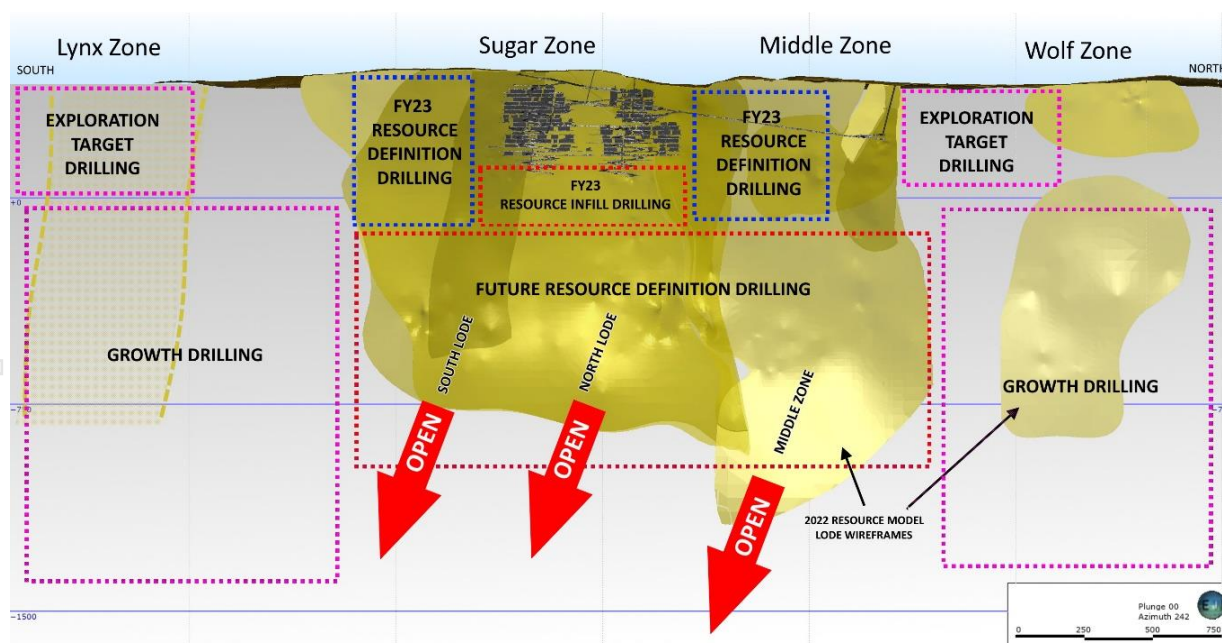 Lynx Zone
Sugar Zone
Middle Zone
Wolf Zone
SOUTH
NORTH
EXPLORATION
TARGET
DRILLING
FY23
RESOURCE
DEFINITION
DRILLING
FY23
RESOURCE INFILL DRILLING
FY23
RESOURCE
DEFINITION
DRILLING
EXPLORATION
TARGET
DRILLING
+0
FUTURE RESOURCE DEFINITION DRILLING
GROWTH DRILLING
SOUTH LODE
NORTH LODE
MIDDLE ZONE
GROWTH DRILLING
OPEN
OPEN
OPEN
2022 RESOURCE MODEL
LODE WIREFRAMES
-1500
Plunge 00
Azimuth 242
0 250 500 750